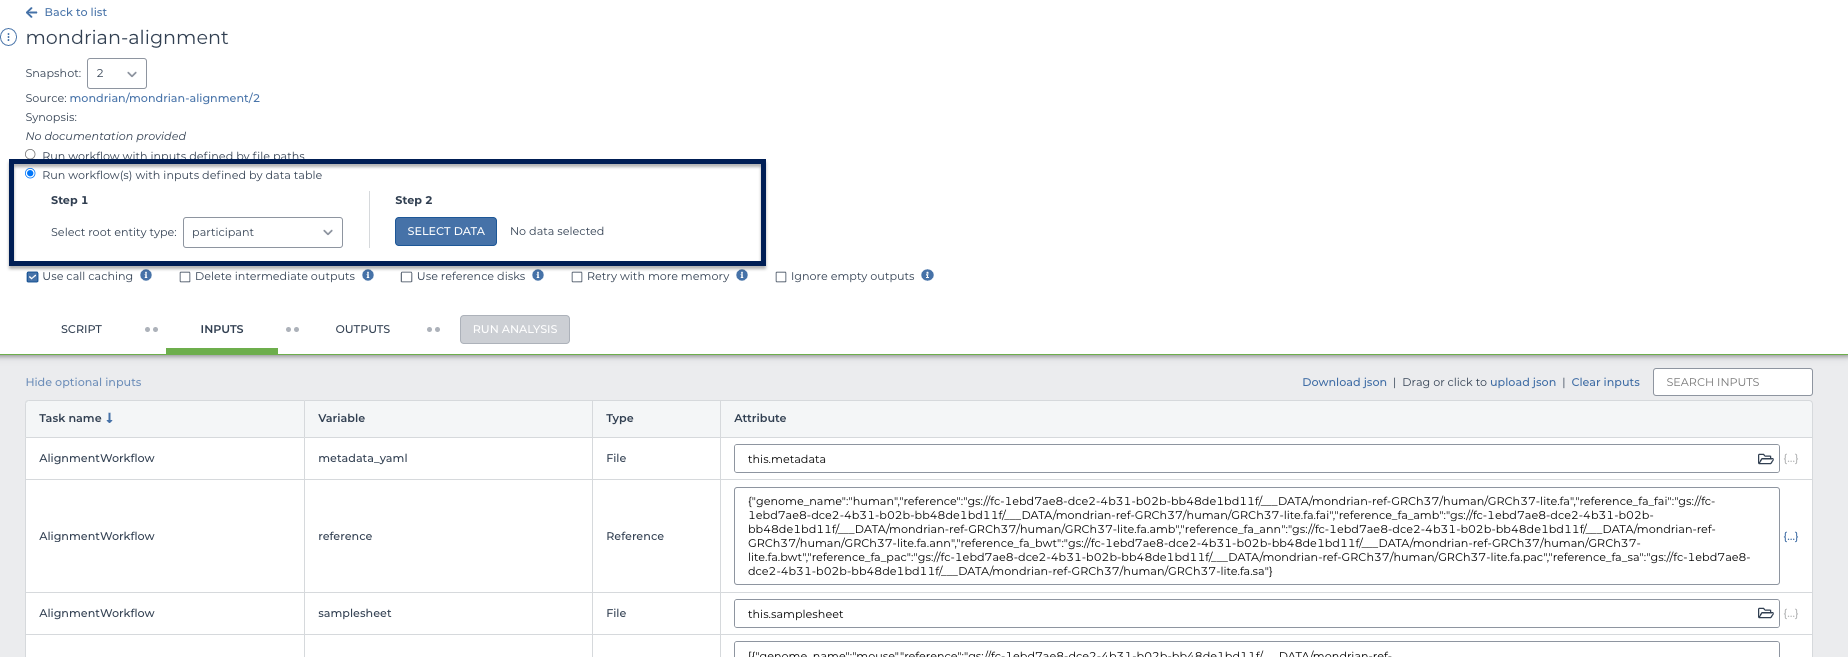 Back to list
mondrian-alignment
Snapshot: 2
Source: mondrian/mondrian-alignment/2
Synopsis:
No documentation provided
Run workflow with inputs defined by file paths
Run workflow(s) with inputs defined by data table
Step 1
Step 2
Select root entity type: participant
SELECT DATA No data selected
Use call caching Delete intermediate outputs Use reference disks Retry with more memory Ignore empty outputs
SCRIPT INPUTS OUTPUTS RUN ANALYSIS
Hide optional inputs Download json | Drag or click to upload json | Clear inputs SEARCH INPUTS
Task name Variable Type Attribute
AlignmentWorkflow metadata_yaml File this.metadata {...}
AlignmentWorkflow reference Reference {...}
{"genome_name":"human","reference":"gs://fc-1ebd7ae8-dce2-4b31-b02b-bb48de1bd11f/___DATA/mondrian-ref-GRCh37/human/GRCh37-lite.fa","reference_fa_fai":"gs://fc-
1ebd7ae8-dce2-4b31-b02b-bb48de1bd11f/___DATA/mondrian-ref-GRCh37/human/GRCh37-lite.fa.fai","reference_fa_amb":"gs://fc-1ebd7ae8-dce2-4b31-b02b-
bb48de1bd11f/___DATA/mondrian-ref-GRCh37/human/GRCh37-lite.fa.amb","reference_fa_ann":"gs://fc-1ebd7ae8-dce2-4b31-b02b-bb48de1bd11f/___DATA/mondrian-ref-
GRCh37/human/GRCh37-lite.fa.ann","reference_fa_bwt":"gs://fc-1ebd7ae8-dce2-4b31-b02b-bb48de1bd11f/___DATA/mondrian-ref-GRCh37/human/GRCh37-
lite.fa.bwt","reference_fa_pac":"gs://fc-1ebd7ae8-dce2-4b31-b02b-bb48de1bd11f/___DATA/mondrian-ref-GRCh37/human/GRCh37-lite.fa.pac","reference_fa_sa":"gs://fc-1ebd7ae8-
dce2-4b31-b02b-bb48de1bd11f/___DATA/mondrian-ref-GRCh37/human/GRCh37-lite.fa.sa"}
AlignmentWorkflow samplesheet File this.samplesheet {...}
[{"genome_name":"mouse","reference":"gs://fc-1ebd7ae8-dce2-4b31-b02b-bb48de1bd11f/___DATA/mondrian-ref-